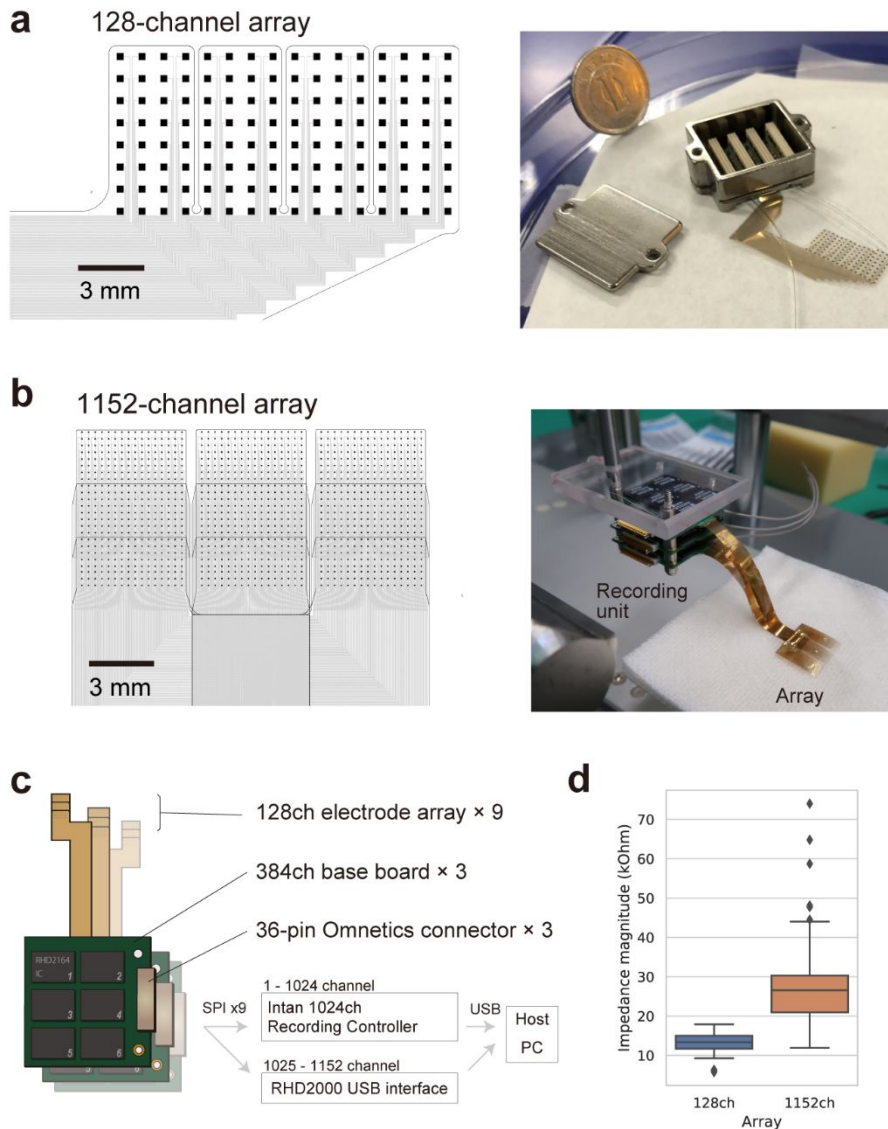 a
128-channel array
3 mm
b
1152-channel array
3 mm
Recording
unit
Array
c
128ch electrode array × 9
384ch base board × 3
36-pin Omnetics connector × 3
RHD2164
IC
1
2
3
4
5
6
5
6
SPI x9
1 - 1024 channel
Intan 1024ch
Recording Controller
1025 - 1152 channel
RHD2000 USB interface
USB
Host
PC
d
Impedance magnitude (kOhm)
70
60
50
40
30
20
10
128ch
1152ch
Array